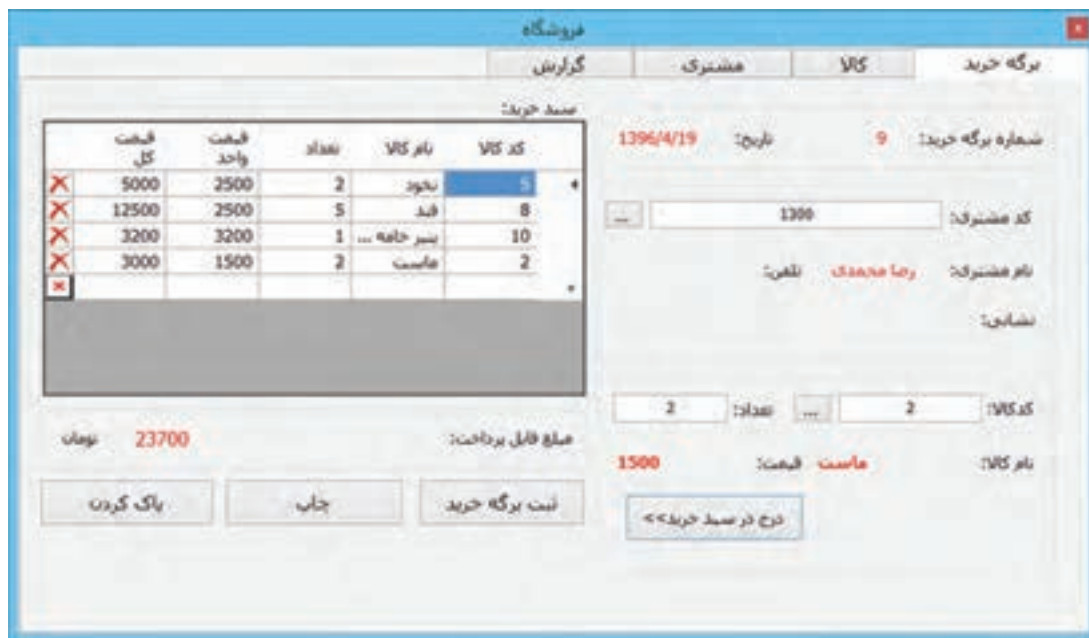 فروشگاه
برگه خرید کالا مشتری گزارش
شماره برگه خرید: 9 تاریخ: 1396/4/19
کد مشتری: 1300 ...
نام مشتری: رضا محمدی تلفن:
نشانی:
کدکالا: 2 ... تعداد: 2
نام کالا: ماست قیمت: 1500
درج در سبد خرید>>
سبد خرید:
کد کالا نام کالا تعداد قیمت واحد قیمت کل
5 نخود 2 2500 5000
8 قند 5 2500 12500
10 پنیر خامه ... 1 3200 3200
2 ماست 2 1500 3000
مبلغ قابل پرداخت: 23700 تومان
ثبت برگه خرید چاپ پاک کردن